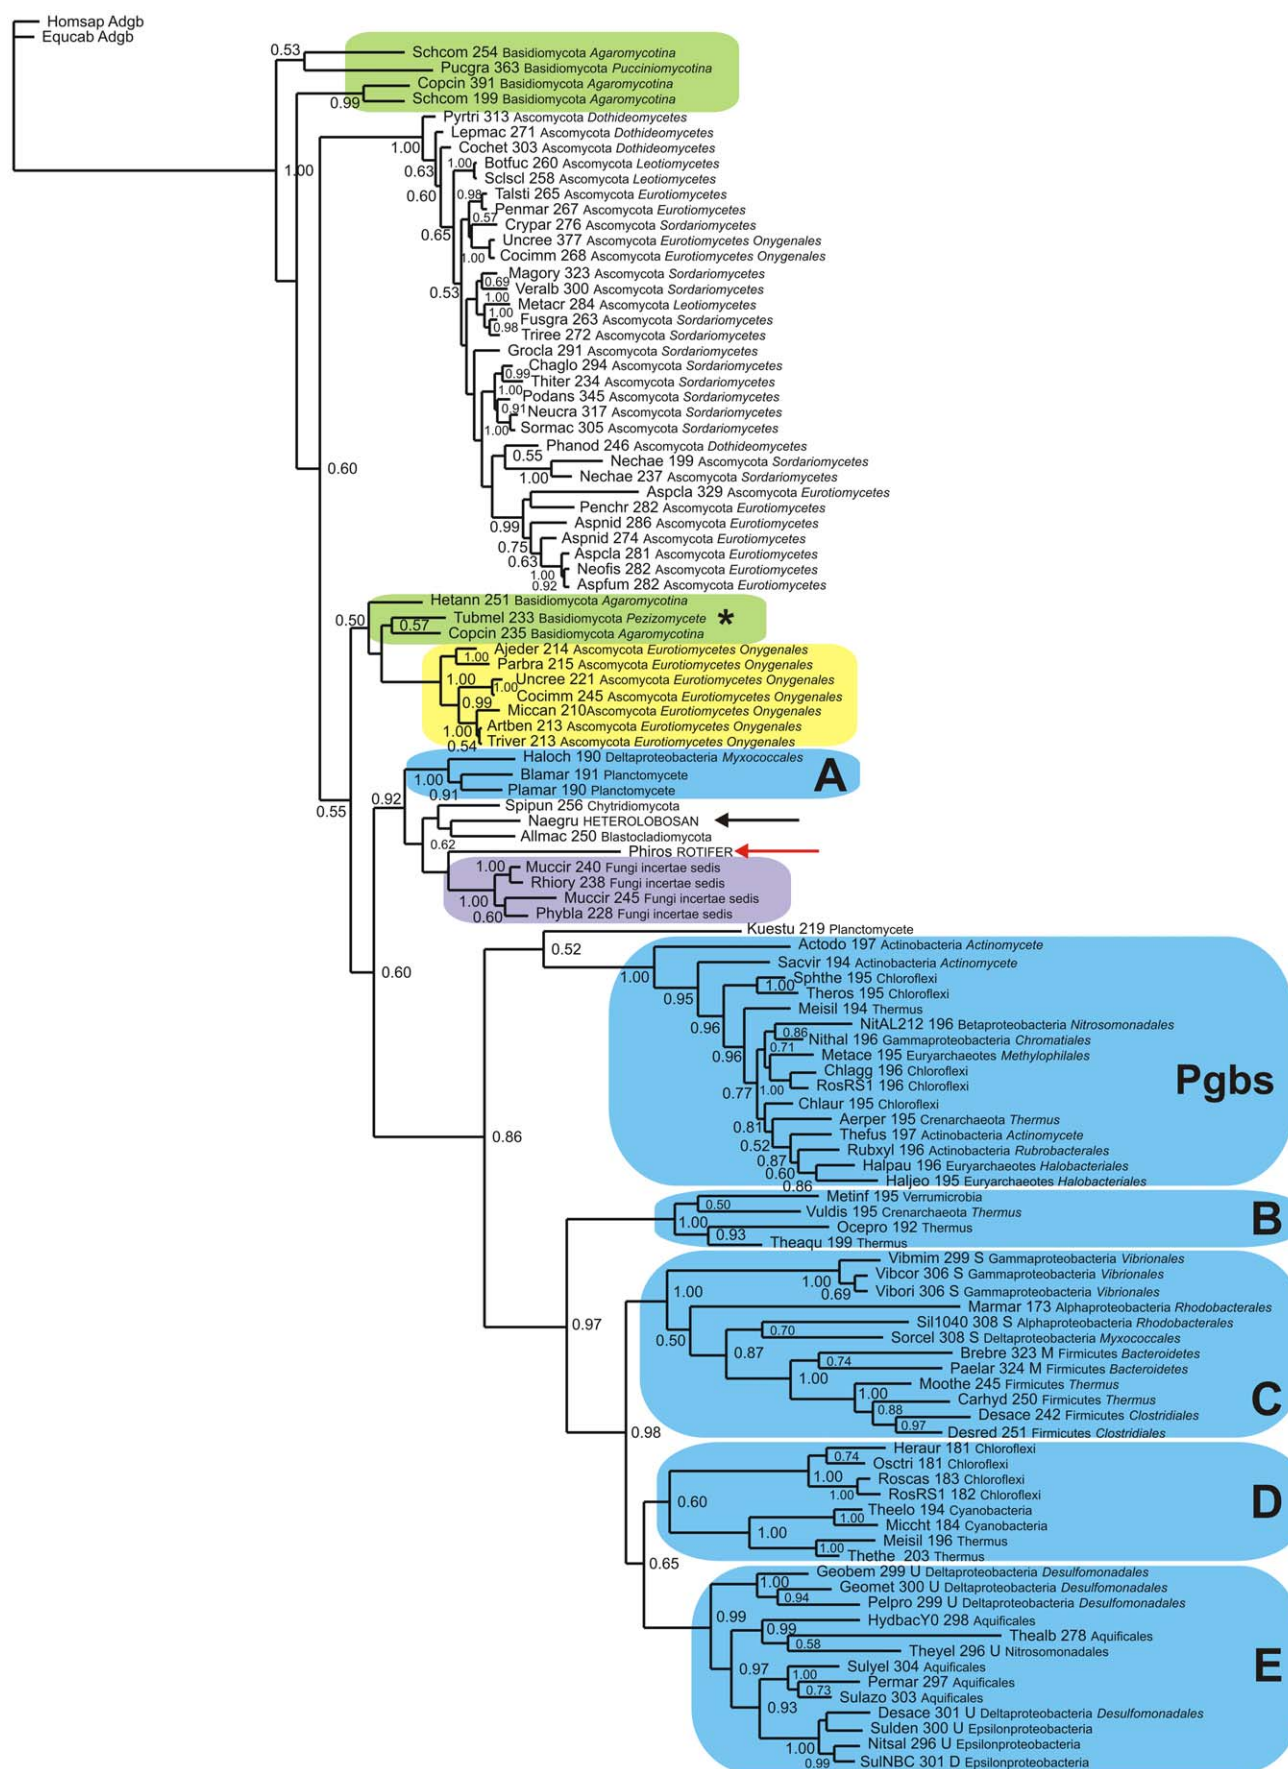 Homsap Adgb
Equcab Adgb
0.53
Schcom 254 Basidiomycota Agaromycotina
Pucgra 363 Basidiomycota Pucciniomycotina
Copcin 391 Basidiomycota Agaromycotina
0.99
Schcom 199 Basidiomycota Agaromycotina
Pyrtri 313 Ascomycota Dothideomycetes
Lepmac 271 Ascomycota Dothideomycetes
1.00
Cochet 303 Ascomycota Dothideomycetes
1.00
0.63
1.00
Botfuc 260 Ascomycota Leotiomycetes
Sclscl 258 Ascomycota Leotiomycetes
0.60
0.98
Talsti 265 Ascomycota Eurotiomycetes
Penmar 267 Ascomycota Eurotiomycetes
0.57
Crypar 276 Ascomycota Sordariomycetes
0.65
Uncree 377 Ascomycota Eurotiomycetes Onygenales
1.00
Cocimm 268 Ascomycota Eurotiomycetes Onygenales
Magory 323 Ascomycota Sordariomycetes
0.69
0.53
Veralb 300 Ascomycota Sordariomycetes
1.00
Metacr 284 Ascomycota Leotiomycetes
1.00
Fusgra 263 Ascomycota Sordariomycetes
0.98
Triree 272 Ascomycota Sordariomycetes
Grocla 291 Ascomycota Sordariomycetes
Chaglo 294 Ascomycota Sordariomycetes
0.99
Thiter 234 Ascomycota Sordariomycetes
1.00
Podans 345 Ascomycota Sordariomycetes
0.91
Neucra 317 Ascomycota Sordariomycetes
1.00
Sormac 305 Ascomycota Sordariomycetes
Phanod 246 Ascomycota Dothideomycetes
0.55
0.60
Nechae 199 Ascomycota Sordariomycetes
1.00
Nechae 237 Ascomycota Sordariomycetes
Aspcla 329 Ascomycota Eurotiomycetes
Penchr 282 Ascomycota Eurotiomycetes
0.99
Aspnid 286 Ascomycota Eurotiomycetes
0.75
Aspnid 274 Ascomycota Eurotiomycetes
0.63
Aspcla 281 Ascomycota Eurotiomycetes
1.00
Neofis 282 Ascomycota Eurotiomycetes
0.92
Aspfum 282 Ascomycota Eurotiomycetes
Hetann 251 Basidiomycota Agaromycotina
0.50
0.57
Tubmel 233 Basidiomycota Pezizomycete *
Copcin 235 Basidiomycota Agaromycotina
Ajeder 214 Ascomycota Eurotiomycetes Onygenales
1.00
Parbra 215 Ascomycota Eurotiomycetes Onygenales
1.00
1.00
Uncree 221 Ascomycota Eurotiomycetes Onygenales
0.99
Cocimm 245 Ascomycota Eurotiomycetes Onygenales
Miccan 210Ascomycota Eurotiomycetes Onygenales
1.00
Artben 213 Ascomycota Eurotiomycetes Onygenales
0.54
Triver 213 Ascomycota Eurotiomycetes Onygenales
Haloch 190 Deltaproteobacteria Myxococcales
1.00
Blamar 191 Planctomycete
A
0.91
Plamar 190 Planctomycete
0.92
0.55
Spipun 256 Chytridiomycota
Naegru HETEROLOBOSAN
0.62
Allmac 250 Blastocladiomycota
Phiros ROTIFER
1.00
Muccir 240 Fungi incertae sedis
Rhiory 238 Fungi incertae sedis
1.00
Muccir 245 Fungi incertae sedis
0.60
Phybla 228 Fungi incertae sedis
Kuestu 219 Planctomycete
0.52
Actodo 197 Actinobacteria Actinomycete
0.60
1.00
Sacvir 194 Actinobacteria Actinomycete
Sphthe 195 Chloroflexi
1.00
0.95
Theros 195 Chloroflexi
Meisil 194 Thermus
0.96
NitAL212 196 Betaproteobacteria Nitrosomonadales
0.86
Nithal 196 Gammaproteobacteria Chromatiales
0.71
0.96
Metace 195 Euryarchaeotes Methylophilales
Chlagg 196 Chloroflexi
Pgbs
0.77
1.00
RosRS1 196 Chloroflexi
Chlaur 195 Chloroflexi
0.81
Aerper 195 Crenarchaeota Thermus
0.86
0.52
Thefus 197 Actinobacteria Actinomycete
0.87
Rubxyl 196 Actinobacteria Rubrobacterales
0.60
Halpau 196 Euryarchaeotes Halobacteriales
0.86
Haljeo 195 Euryarchaeotes Halobacteriales
Metinf 195 Verrumicrobia
0.50
Vuldis 195 Crenarchaeota Thermus
1.00
B
Ocepro 192 Thermus
0.93
Theaqu 199 Thermus
Vibmim 299 S Gammaproteobacteria Vibrionales
1.00
Vibcor 306 S Gammaproteobacteria Vibrionales
0.69
Vibori 306 S Gammaproteobacteria Vibrionales
1.00
Marmar 173 Alphaproteobacteria Rhodobacterales
0.97
Sil1040 308 S Alphaproteobacteria Rhodobacterales
0.70
0.50
Sorcel 308 S Deltaproteobacteria Myxococcales
0.87
Brebre 323 M Firmicutes Bacteroidetes
0.74
Paelar 324 M Firmicutes Bacteroidetes
1.00
Moothe 245 Firmicutes Thermus
1.00
C
Carhyd 250 Firmicutes Thermus
0.88
Desace 242 Firmicutes Clostridiales
0.97
Desred 251 Firmicutes Clostridiales
0.98
Heraur 181 Chloroflexi
0.74
Osctri 181 Chloroflexi
1.00
Roscas 183 Chloroflexi
1.00
RosRS1 182 Chloroflexi
0.60
D
Theelo 194 Cyanobacteria
1.00
Miccht 184 Cyanobacteria
1.00
Meisil 196 Thermus
1.00
Thethe 203 Thermus
0.65
Geobem 299 U Deltaproteobacteria Desulfomonadales
1.00
Geomet 300 U Deltaproteobacteria Desulfomonadales
0.94
Pelpro 299 U Deltaproteobacteria Desulfomonadales
0.99
HydbacY0 298 Aquificales
0.99
Thealb 278 Aquificales
0.58
Theyel 296 U Nitrosomonadales
0.97
Sulyel 304 Aquificales
E
1.00
Permar 297 Aquificales
0.73
Sulazo 303 Aquificales
0.93
Desace 301 U Deltaproteobacteria Desulfomonadales
Sulden 300 U Epsilonproteobacteria
1.00
Nitsal 296 U Epsilonproteobacteria
0.99
SulNBC 301 D Epsilonproteobacteria